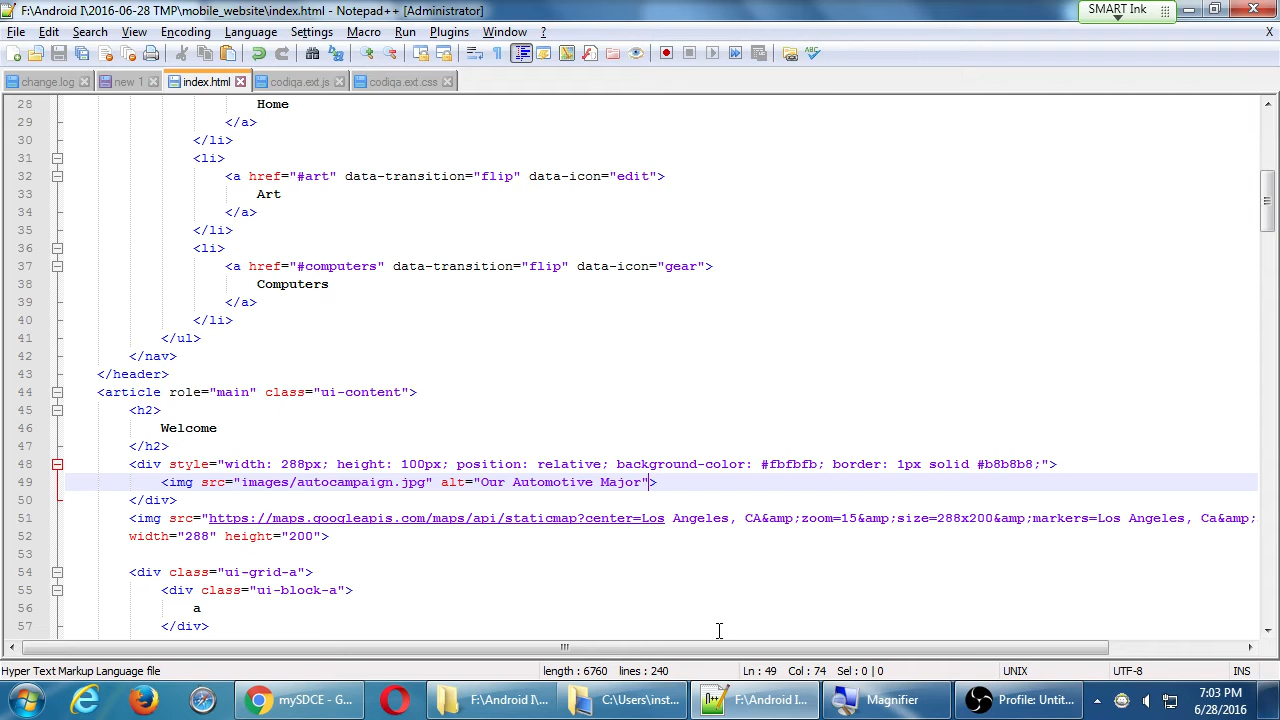 F:\Android I\2016-06-28 TMP\mobile_website\index.html - Notepad++ [Administrator]
SMART Ink
File Edit Search View Encoding Language Settings Macro Run Plugins Window ? X
change.log new 1 index.html codiqa.ext.js codiqa.ext.css
28 Home
29 </a>
30 </li>
31 <li>
32 <a href="#art" data-transition="flip" data-icon="edit">
33 Art
34 </a>
35 </li>
36 <li>
37 <a href="#computers" data-transition="flip" data-icon="gear">
38 Computers
39 </a>
40 </li>
41 </ul>
42 </nav>
43 </header>
44 <article role="main" class="ui-content">
45 <h2>
46 Welcome
47 </h2>
48 <div style="width: 288px; height: 100px; position: relative; background-color: #fbfbfb; border: 1px solid #b8b8b8;">
49 <img src="images/autocampaign.jpg" alt="Our Automotive Major">
50 </div>
51 <img src="https://maps.googleapis.com/maps/api/staticmap?center=Los Angeles, CA&amp;zoom=15&amp;size=288x200&amp;markers=Los Angeles, Ca&amp;
52 width="288" height="200">
53
54 <div class="ui-grid-a">
55 <div class="ui-block-a">
56 a
57 </div>
Hyper Text Markup Language file length : 6760 lines : 240 Ln : 49 Col : 74 Sel : 0 | 0 UNIX UTF-8 INS
mySDCE - G... F:\Android I\... C:\Users\inst... F:\Android I... Magnifier Profile: Untit... 7:03 PM
6/28/2016